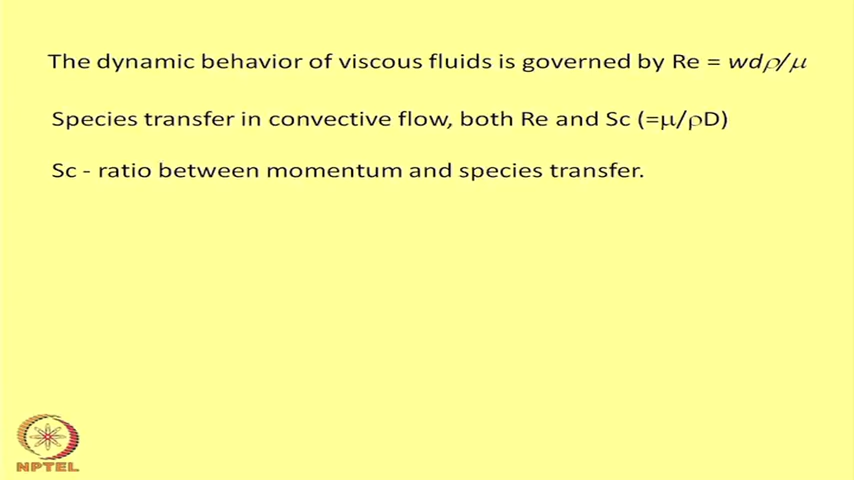 The dynamic behavior of viscous fluids is governed by Re = wdρ/μ
Species transfer in convective flow, both Re and Sc (=μ/ρD)
Sc - ratio between momentum and species transfer.
NPTEL